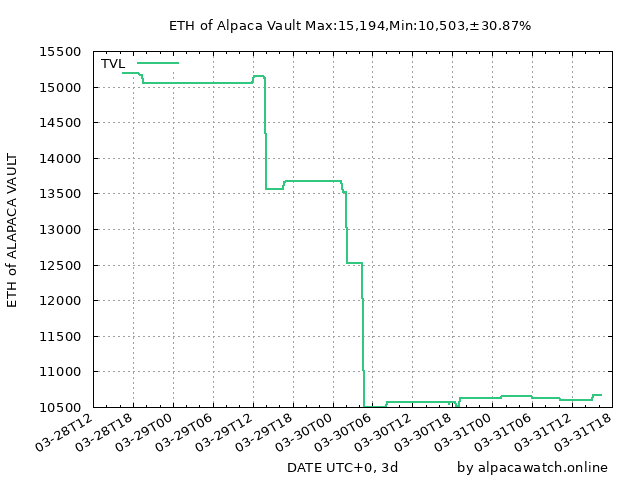 ETH of Alpaca Vault Max:15,194,Min:10,503,±30.87%
TVL
15500
15000
14500
14000
13500
13000
12500
12000
11500
11000
10500
ETH of ALAPACA VAULT
03-28T12
03-28T18
03-29T00
03-29T06
03-29T12
03-29T18
03-30T00
03-30T06
03-30T12
03-30T18
03-31T00
03-31T06
03-31T12
03-31T18
DATE UTC+0, 3d
by alpacawatch.online